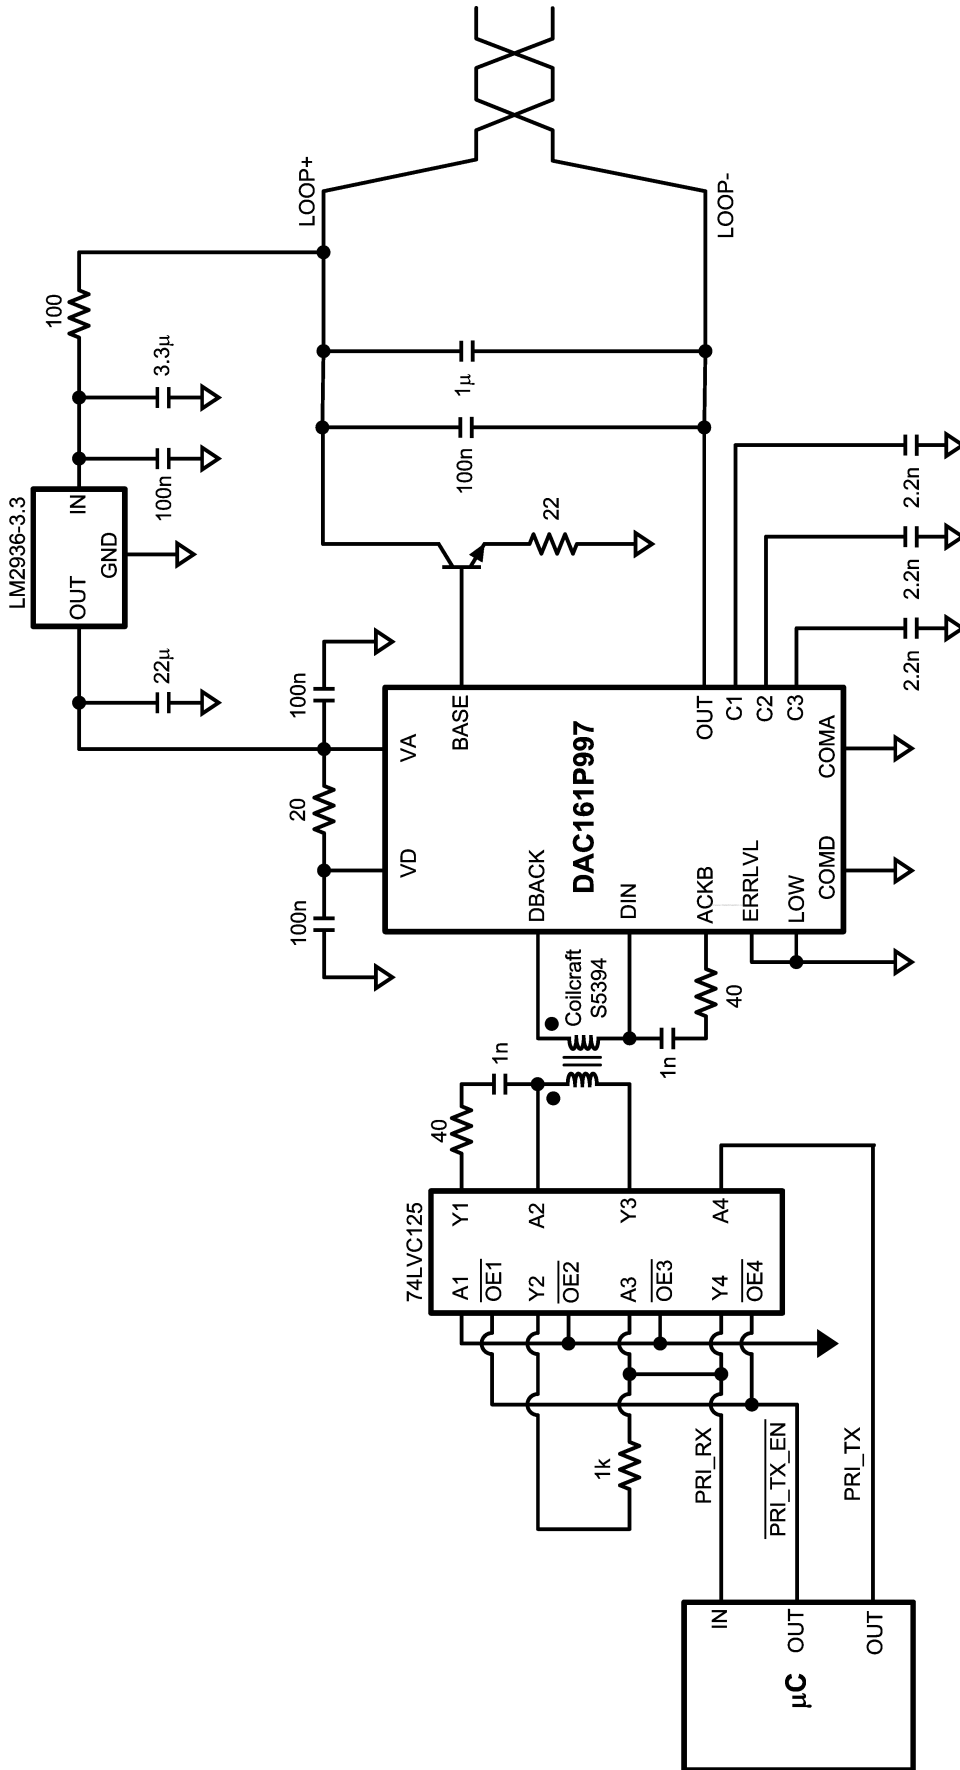 LOOP+
LOOP-
100
3.3µ
100n
LM2936-3.3
IN
OUT
GND
22µ
1µ
100n
22
100n
20
100n
VA
VD
BASE
OUT
C1
C2
C3
2.2n
2.2n
2.2n
DAC161P997
COMA
COMD
DBACK
DIN
ACKB
ERRLVL
LOW
Coilcraft
S5394
40
1n
1n
40
74LVC125
Y1
A2
Y3
A4
A1
OE1
Y2
OE2
A3
OE3
Y4
OE4
1k
PRI_RX
PRI_TX_EN
PRI_TX
IN
OUT
OUT
µC